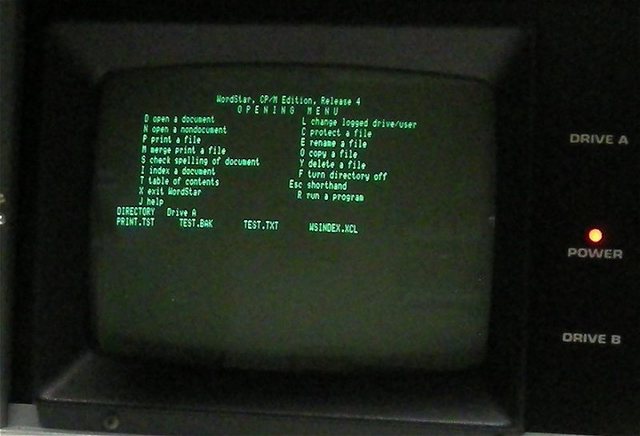 WordStar, CP/M Edition, Release 4
O P E N I N G   M E N U
D open a document
N open a nondocument
P print a file
M merge print a file
S check spelling of document
I index a document
T table of contents
X exit WordStar
J help
L change logged drive/user
C protect a file
E rename a file
O copy a file
Y delete a file
F turn directory off
Esc shorthand
R run a program
DIRECTORY Drive A
PRINT.TST TEST.BAK TEST.TXT WSINDEX.XCL
DRIVE A
POWER
DRIVE B